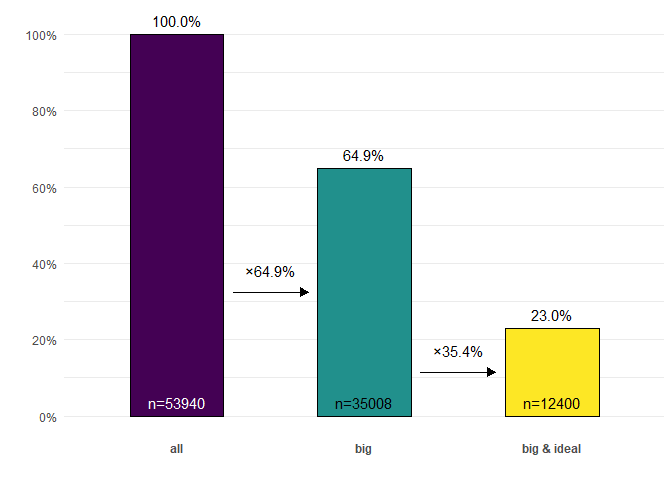 100.0%
100%
80%
64.9%
60%
40%
×64.9%
23.0%
20%
×35.4%
n=53940
n=35008
n=12400
0%
all
big
big & ideal